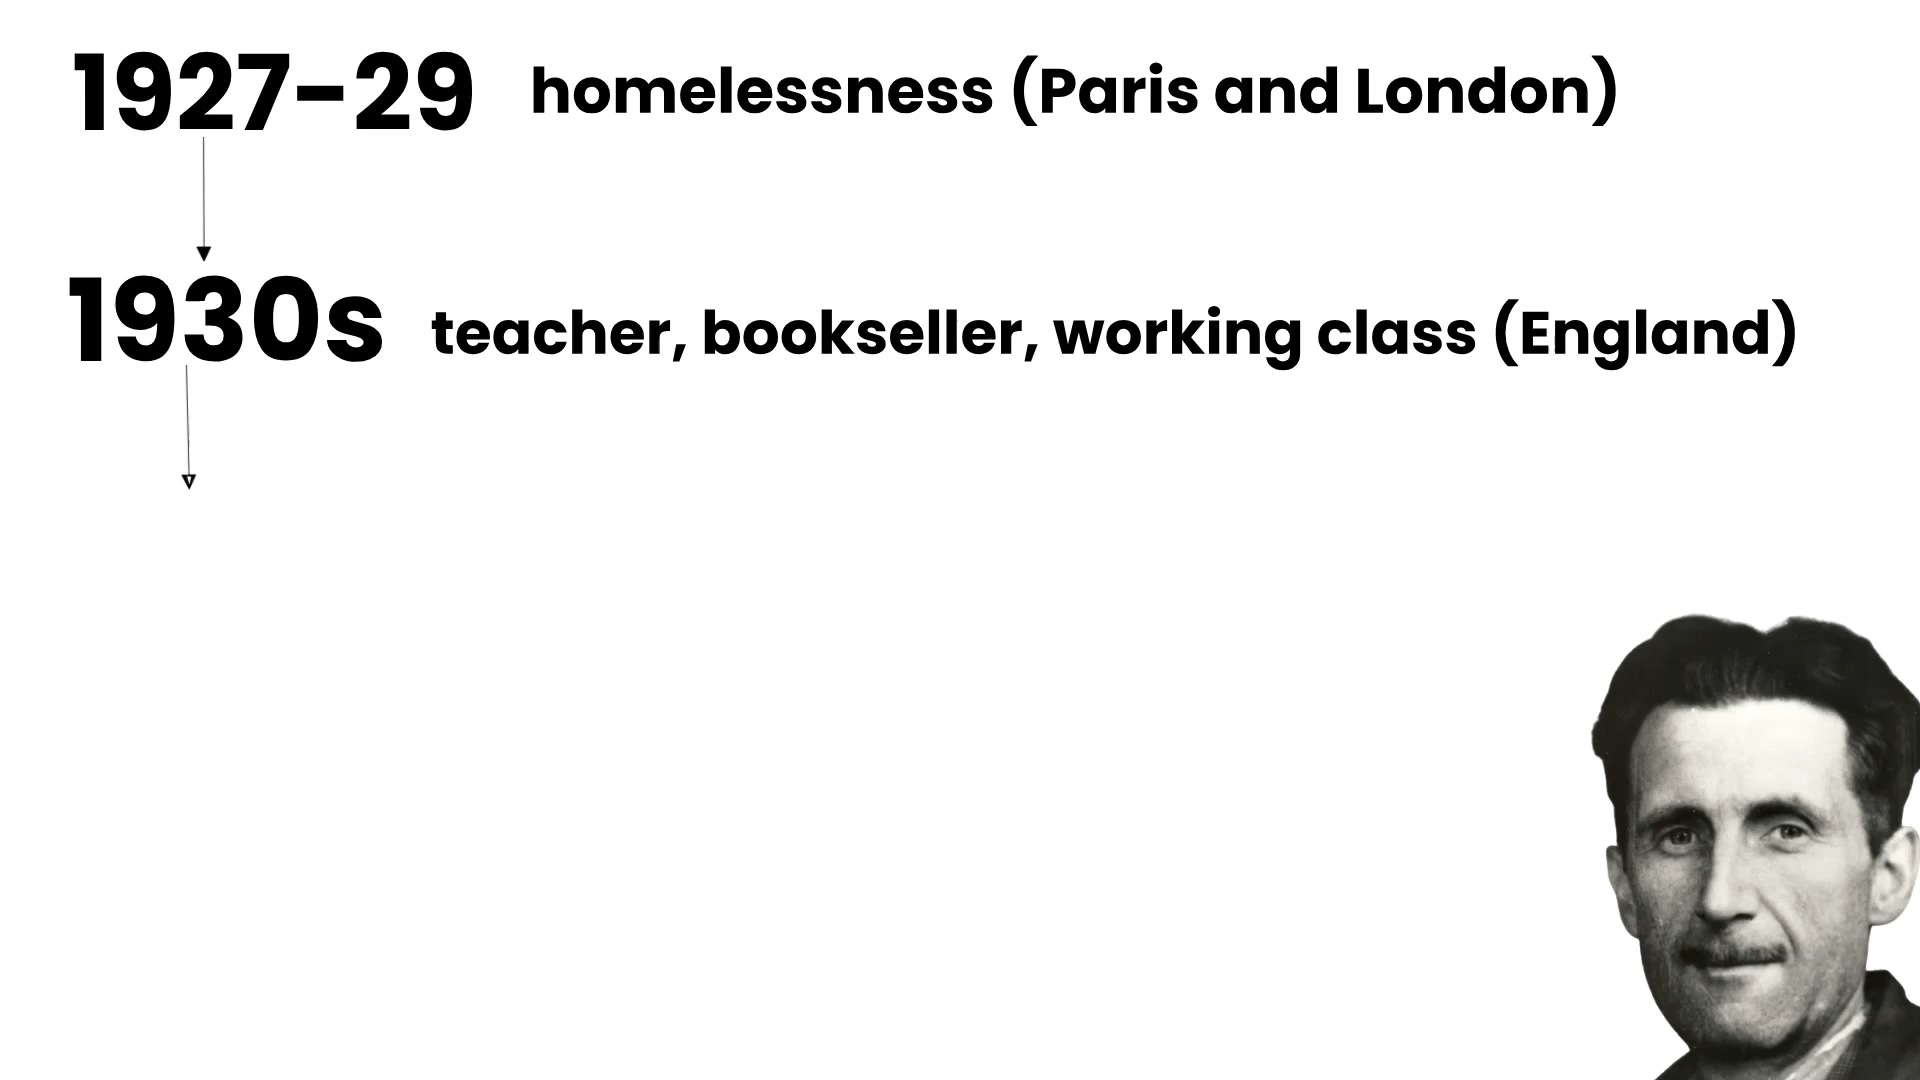 1927-29 homelessness (Paris and London)
1930s teacher, bookseller, working class (England)